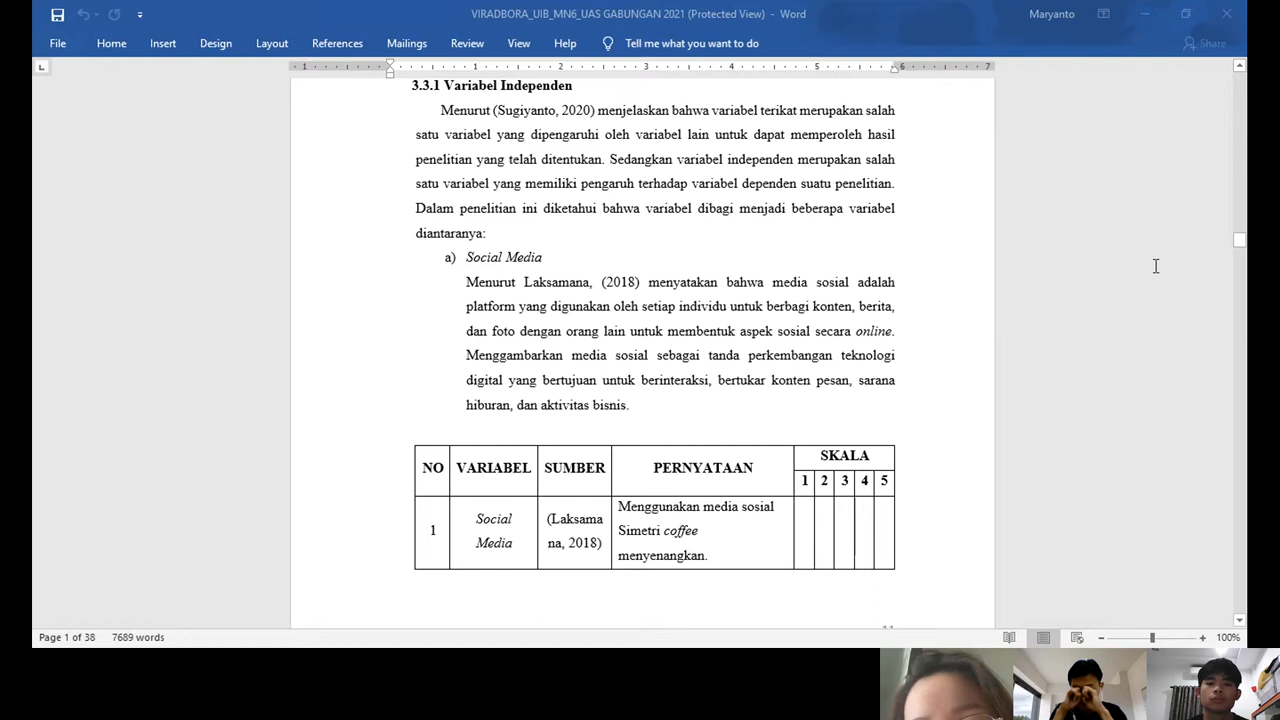 VIRADBORA_UIB_MN6_UAS GABUNGAN 2021 (Protected View) - Word
Maryanto
File Home Insert Design Layout References Mailings Review View Help Tell me what you want to do Share
1 1 2 3 4 5 6 7
3.3.1 Variabel Independen
Menurut (Sugiyanto, 2020) menjelaskan bahwa variabel terikat merupakan salah
satu variabel yang dipengaruhi oleh variabel lain untuk dapat memperoleh hasil
penelitian yang telah ditentukan. Sedangkan variabel independen merupakan salah
satu variabel yang memiliki pengaruh terhadap variabel dependen suatu penelitian.
Dalam penelitian ini diketahui bahwa variabel dibagi menjadi beberapa variabel
diantaranya:
a) Social Media
Menurut Laksamana, (2018) menyatakan bahwa media sosial adalah
platform yang digunakan oleh setiap individu untuk berbagi konten, berita,
dan foto dengan orang lain untuk membentuk aspek sosial secara online.
Menggambarkan media sosial sebagai tanda perkembangan teknologi
digital yang bertujuan untuk berinteraksi, bertukar konten pesan, sarana
hiburan, dan aktivitas bisnis.
NO VARIABEL SUMBER PERNYATAAN SKALA
1 2 3 4 5
1 Social Media (Laksama na, 2018) Menggunakan media sosial
Simetri coffee
menyenangkan.
Page 1 of 38 7689 words 100%